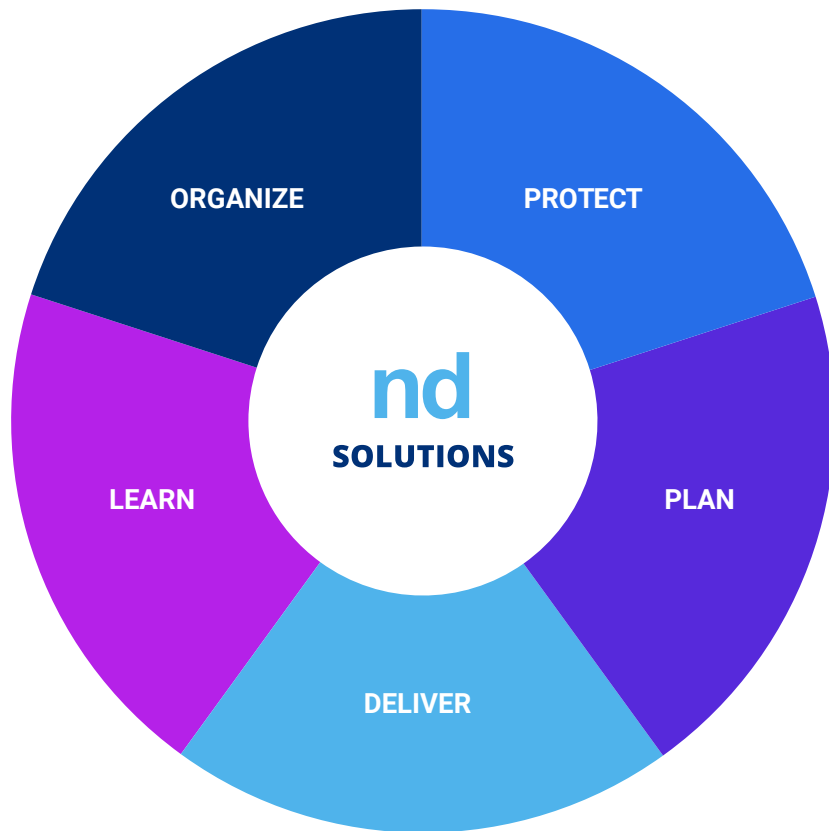 ORGANIZE
PROTECT
nd
SOLUTIONS
LEARN
PLAN
DELIVER